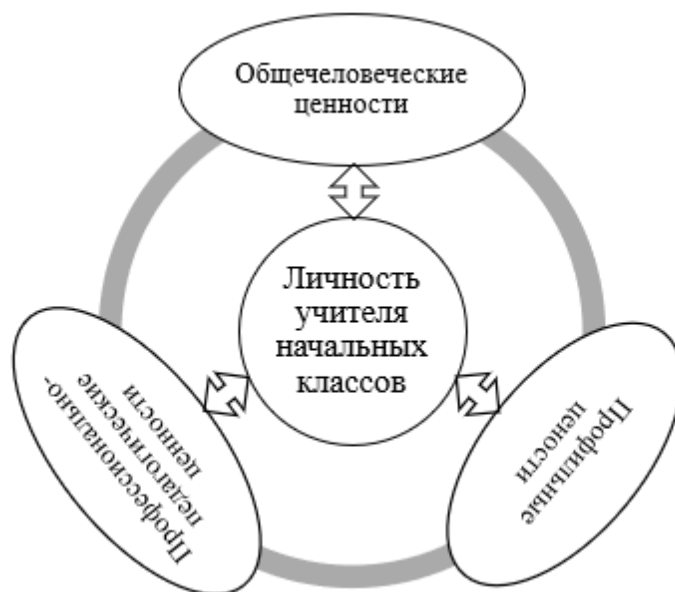 Общечеловеческие
ценности
Личность
учителя
начальных
классов
Профессионально-
педагогические
ценности
Профильные
цености